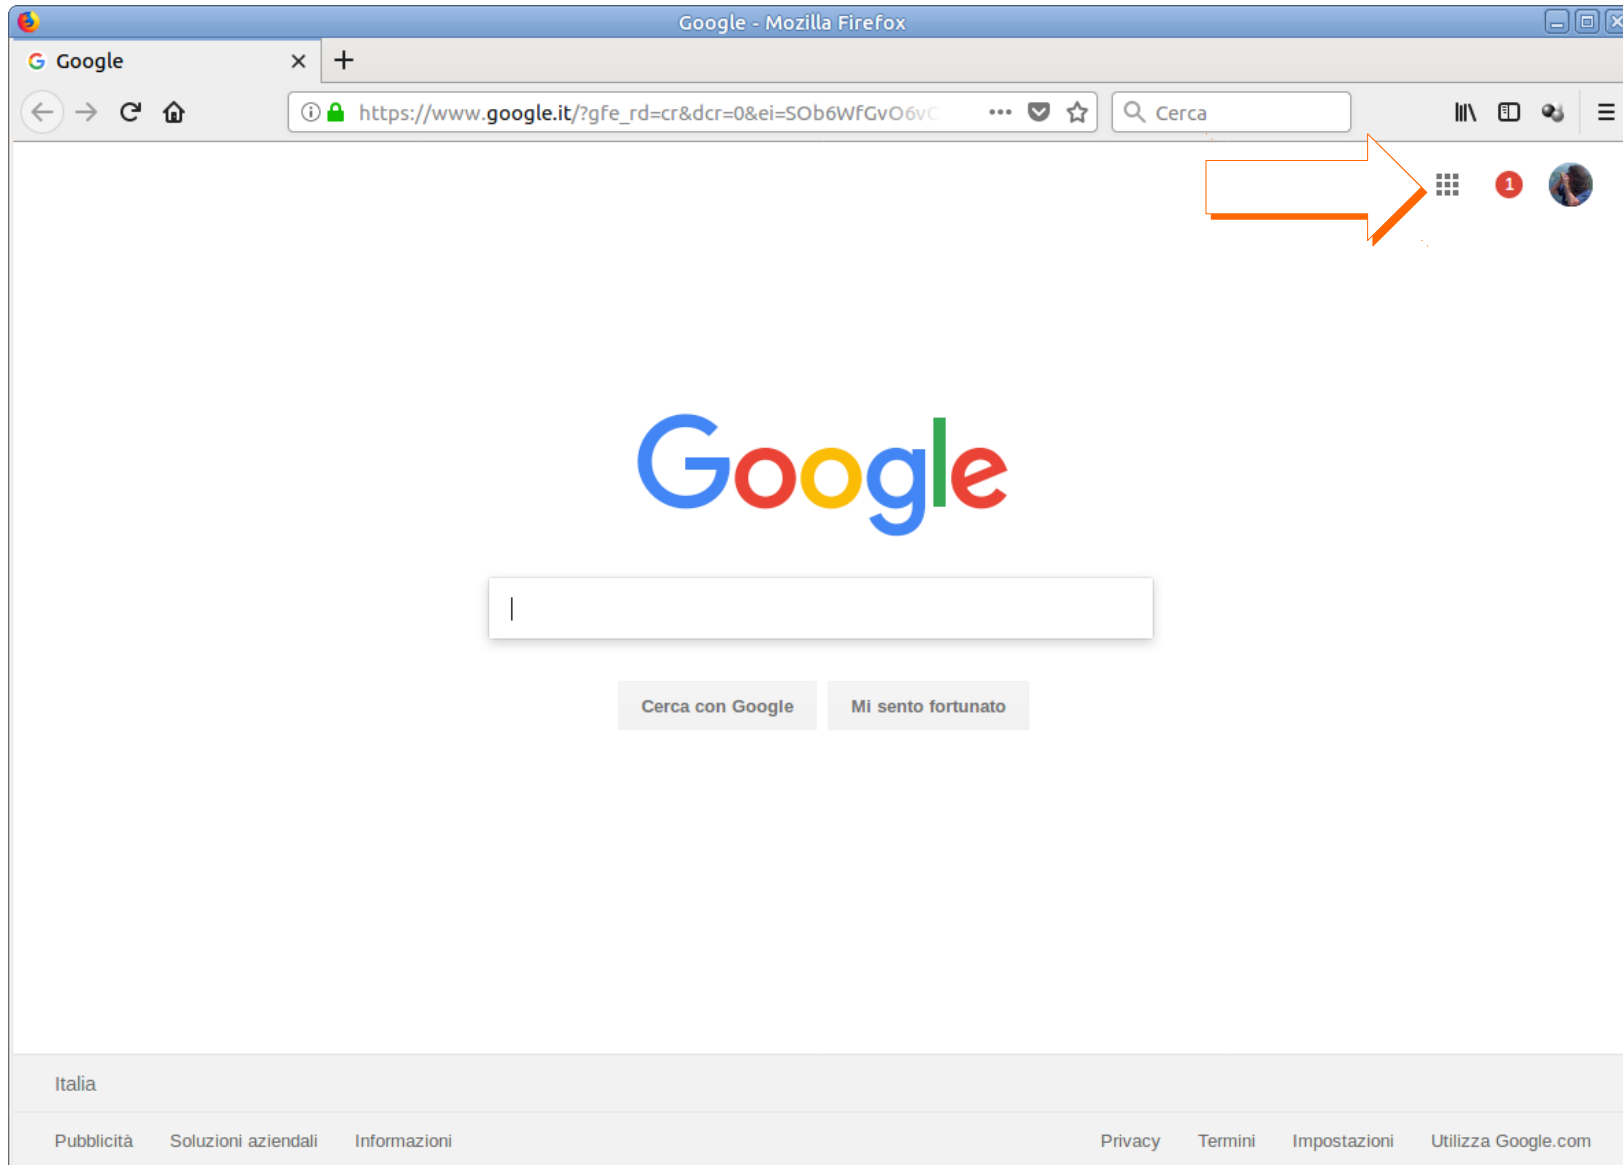 Google - Mozilla Firefox
Google
https://www.google.it/?gfe_rd=cr&dcr=0&ei=SOb6WfGvO6vC
Cerca
1
Google
Cerca con Google
Mi sento fortunato
Italia
Pubblicità Soluzioni aziendali Informazioni Privacy Termini Impostazioni Utilizza Google.com